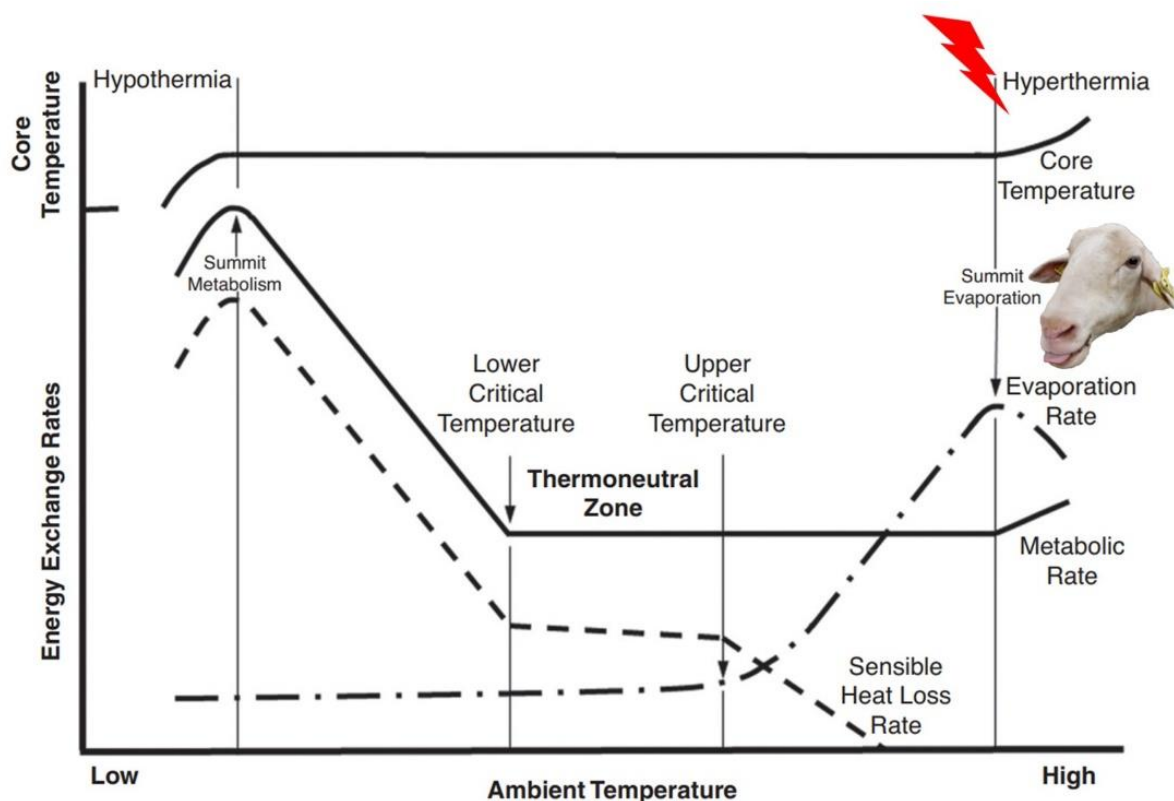 Hypothermia
Hyperthermia
Core
Temperature
Core
Temperature
Summit
Metabolism
Summit
Evaporation
Lower
Critical
Temperature
Upper
Critical
Temperature
Evaporation
Rate
Thermoneutral
Zone
Metabolic
Rate
Energy Exchange Rates
Sensible
Heat Loss
Rate
Low
Ambient Temperature
High